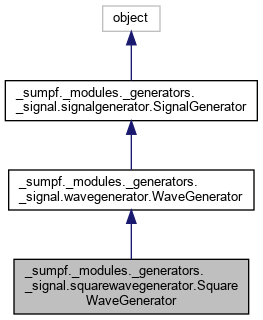 object
_sumpf._modules._generators.
_signal.signalgenerator.SignalGenerator
_sumpf._modules._generators.
_signal.wavegenerator.WaveGenerator
_sumpf._modules._generators.
_signal.squarewavegenerator.Square
WaveGenerator